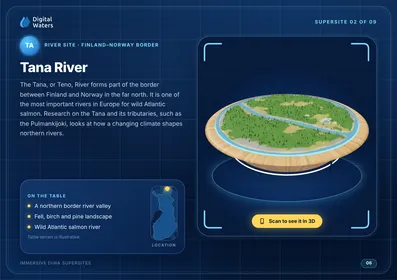 Digital
Waters
SUPERSITE 02 OF 09
TA
RIVER SITE · FINLAND–NORWAY BORDER
Tana River
The Tana, or Teno, River forms part of the border
between Finland and Norway in the far north. It is one of
the most important rivers in Europe for wild Atlantic
salmon. Research on the Tana and its tributaries, such as
the Pulmankijoki, looks at how a changing climate shapes
northern rivers.
ON THE TABLE
A northern border river valley
Fell, birch and pine landscape
Wild Atlantic salmon river
Table terrain is illustrative.
LOCATION
Scan to see it in 3D
IMMERSIVE DIWA SUPERSITES